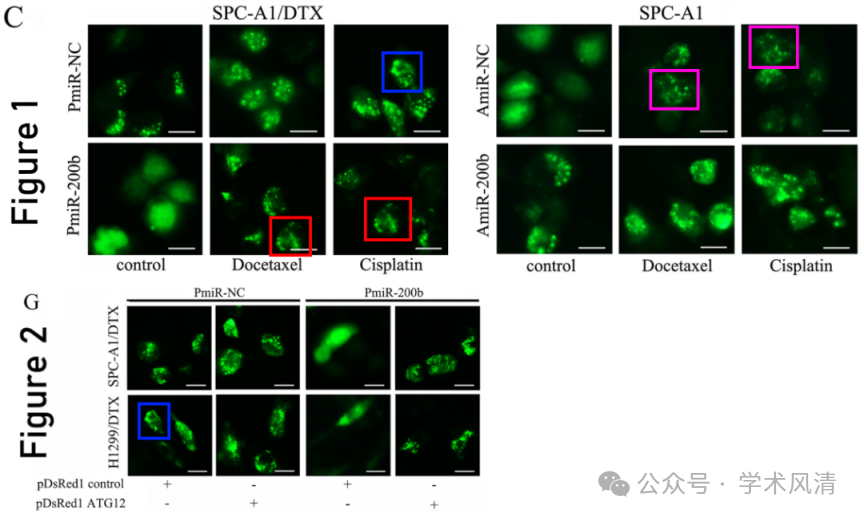 C
SPC-A1/DTX
SPC-A1
Figure 1
PmiR-NC
PmiR-200b
AmiR-NC
AmiR-200b
control
Docetaxel
Cisplatin
control
Docetaxel
Cisplatin
G
PmiR-NC
PmiR-200b
Figure 2
SPC-A1/DTX
H1299/DTX
pDsRed1 control
+
-
+
-
pDsRed1 ATG12
-
+
-
+
公众号 · 学术风清